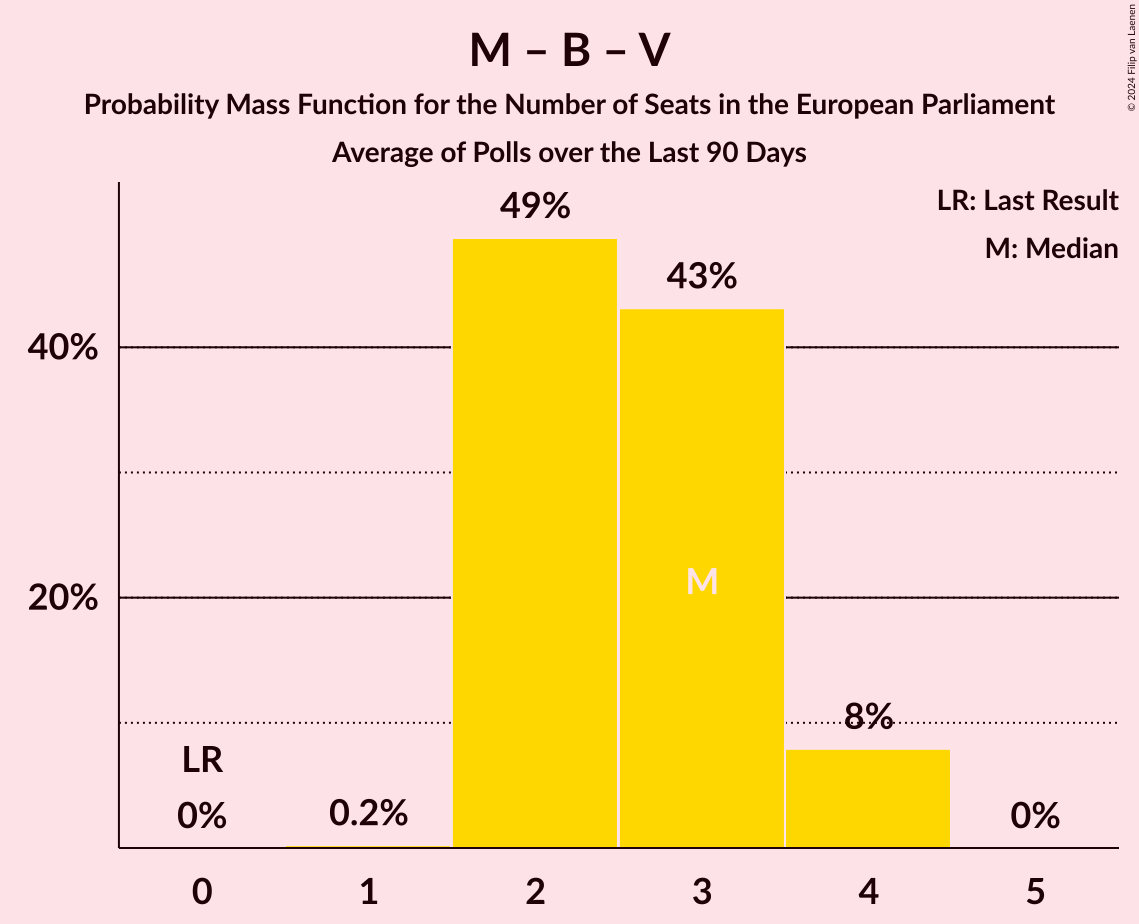 M – B – V
Probability Mass Function for the Number of Seats in the European Parliament
Average of Polls over the Last 90 Days
© 2024 Filip van Laenen
LR: Last Result
M: Median
49%
43%
40%
M
20%
8%
LR
0%
0.2%
0%
0 1 2 3 4 5